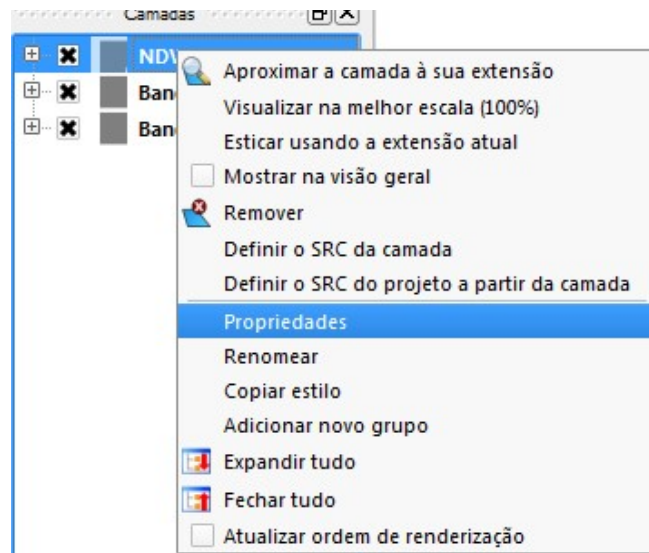 Camadas
NDV
Ban
Ban
Aproximar a camada à sua extensão
Visualizar na melhor escala (100%)
Esticar usando a extensão atual
Mostrar na visão geral
Remover
Definir o SRC da camada
Definir o SRC do projeto a partir da camada
Propriedades
Renomear
Copiar estilo
Adicionar novo grupo
Expandir tudo
Fechar tudo
Atualizar ordem de renderização